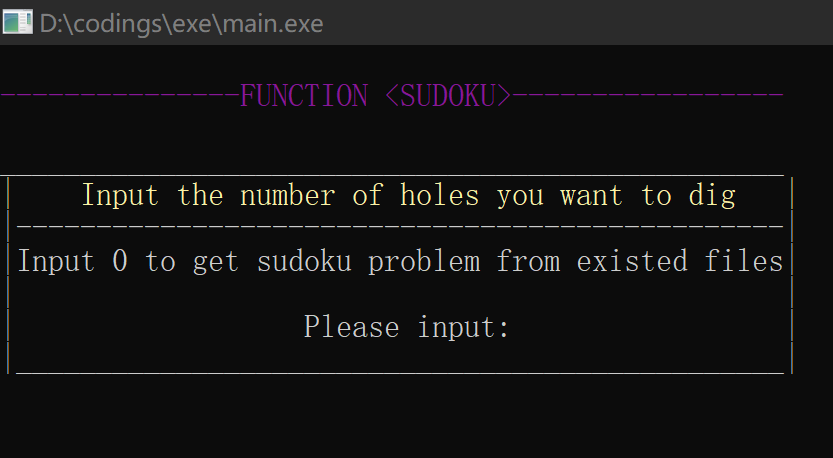 D:\codings\exe\main.exe
---------------FUNCTION <SUDOKU>-----------------
Input the number of holes you want to dig
------------------------------------------------
Input 0 to get sudoku problem from existed files
Please input: